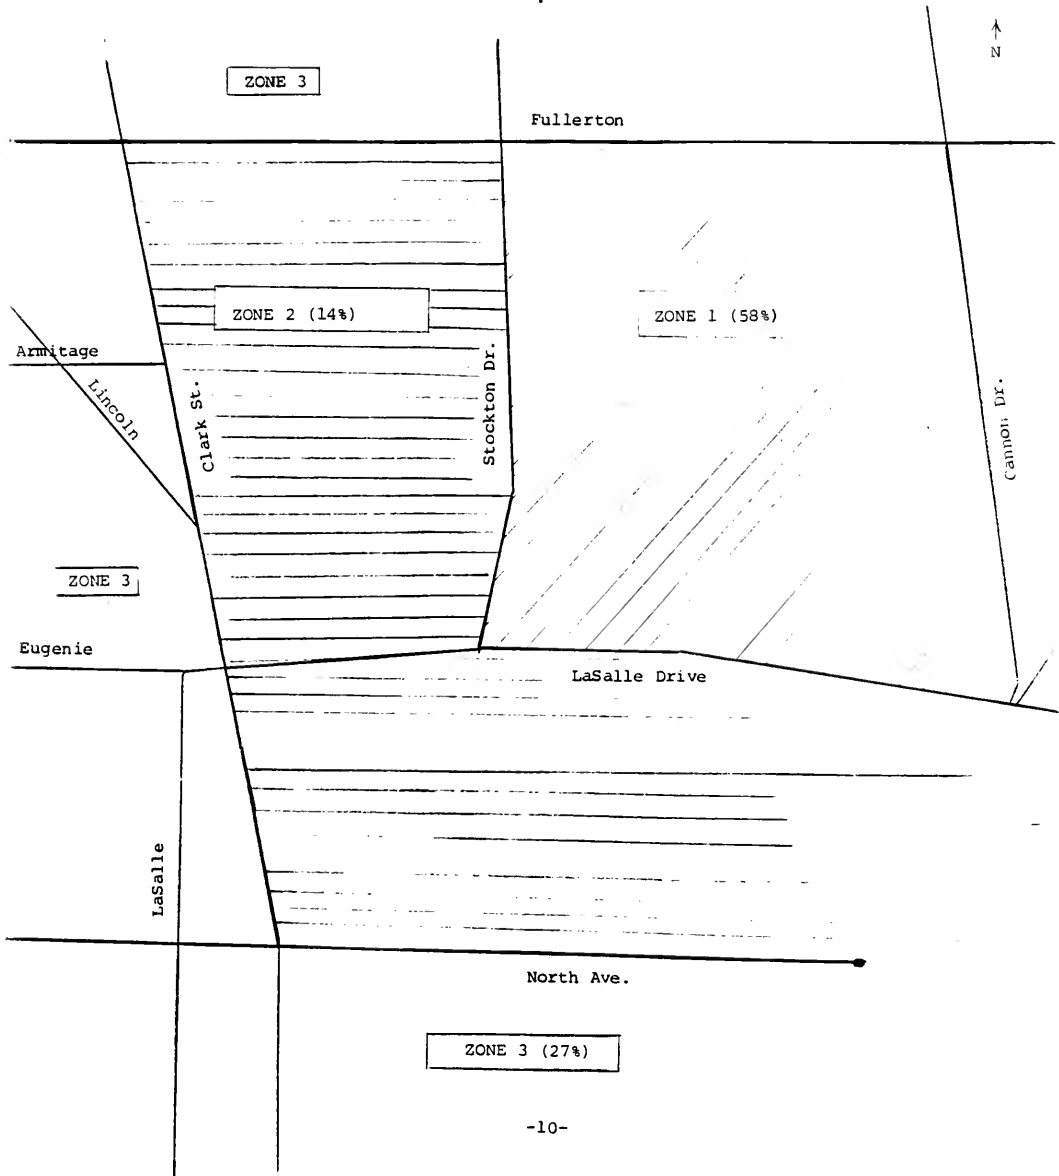 N
ZONE 3
Fullerton
ZONE 2 (14%)
ZONE 1 (58%)
Armitage
Lincoln
Clark St.
Stockton Dr.
Cannon Dr.
ZONE 3
Eugenie
LaSalle Drive
LaSalle
North Ave.
ZONE 3 (27%)
-10-